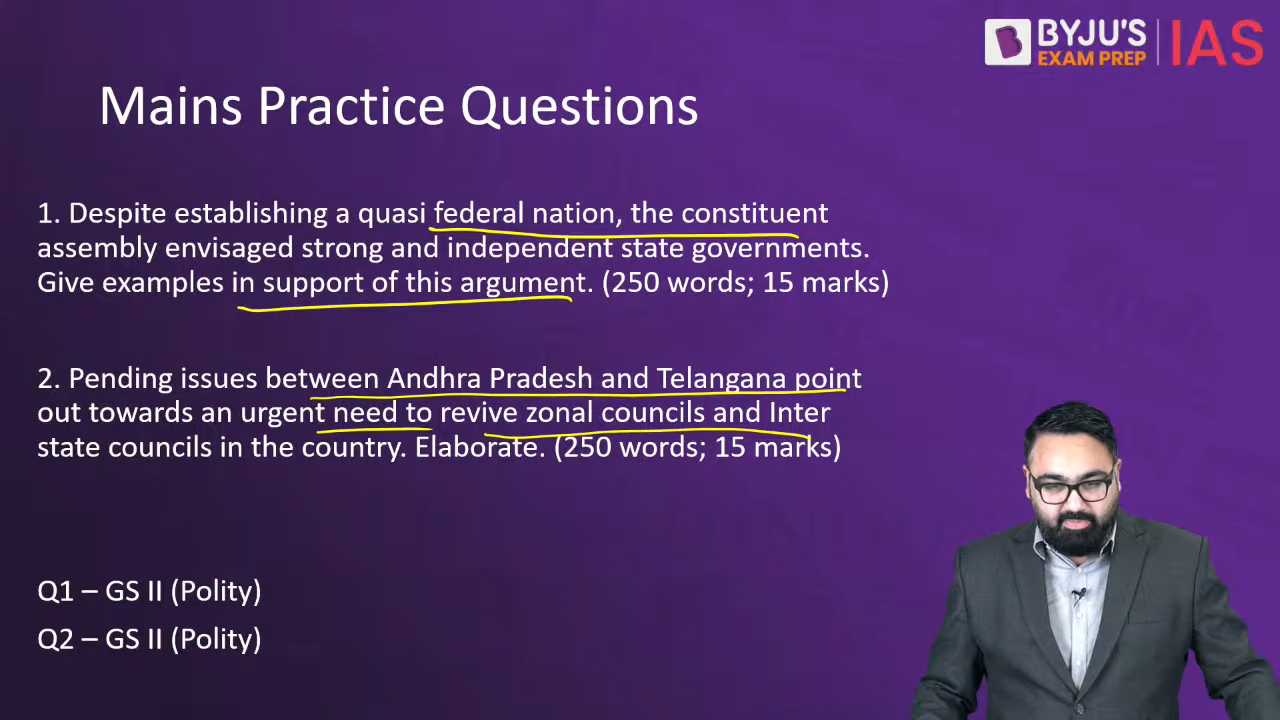 BYJU'S
EXAM PREP
IAS
Mains Practice Questions
1. Despite establishing a quasi federal nation, the constituent
assembly envisaged strong and independent state governments.
Give examples in support of this argument. (250 words; 15 marks)
2. Pending issues between Andhra Pradesh and Telangana point
out towards an urgent need to revive zonal councils and Inter
state councils in the country. Elaborate. (250 words; 15 marks)
Q1 – GS II (Polity)
Q2 – GS II (Polity)